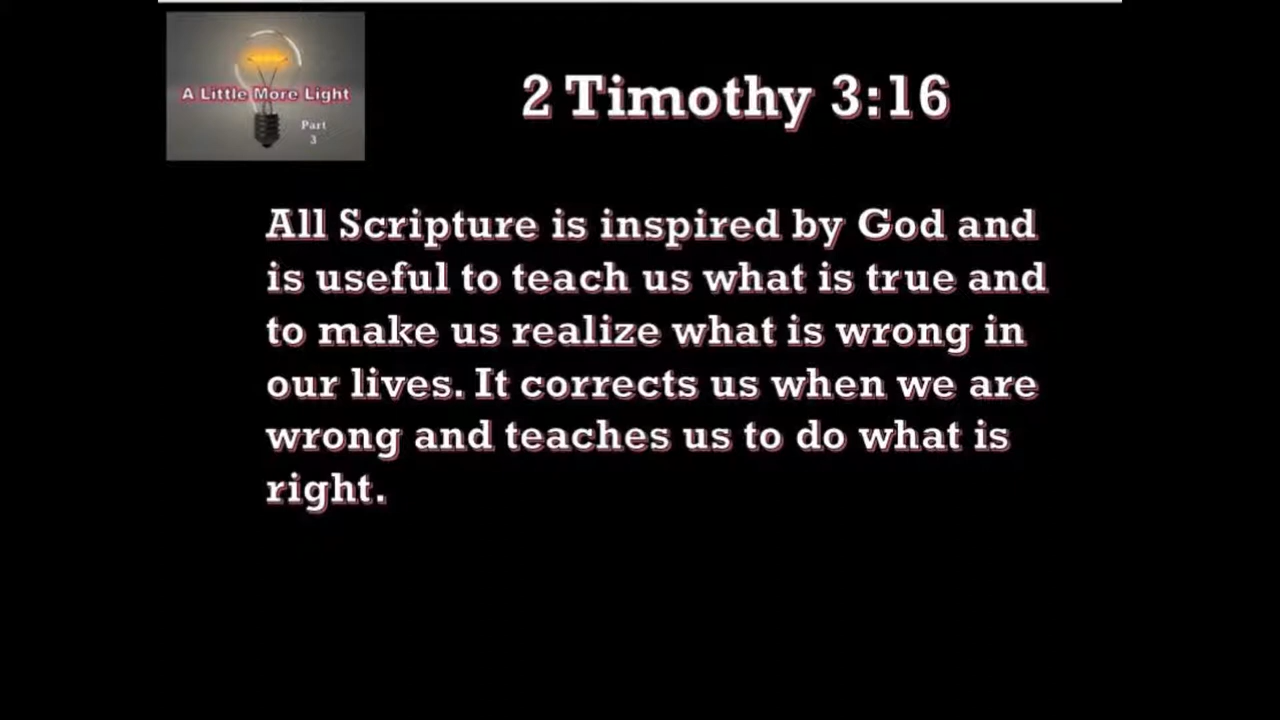 A Little More Light
Part
3
2 Timothy 3:16
All Scripture is inspired by God and
is useful to teach us what is true and
to make us realize what is wrong in
our lives. It corrects us when we are
wrong and teaches us to do what is
right.